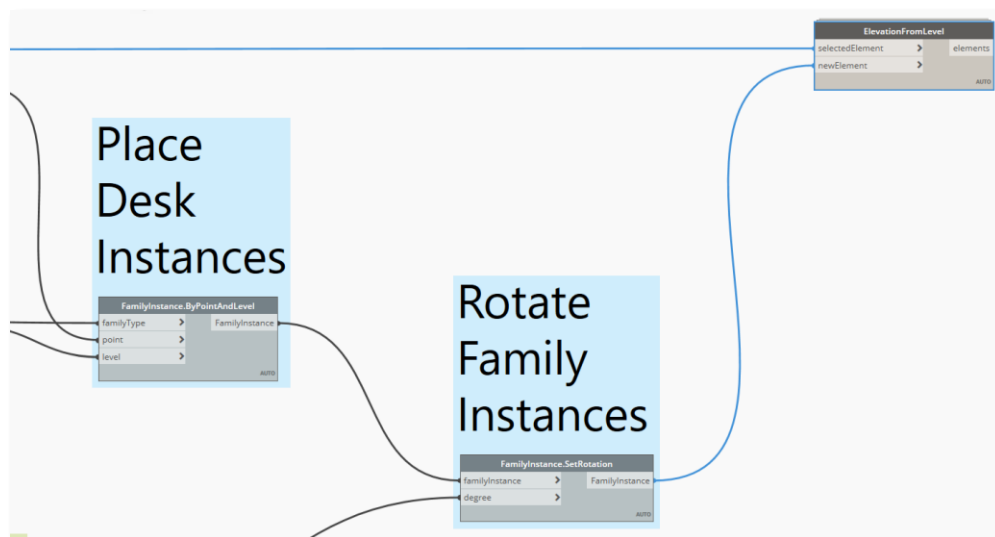 ElevationFromLevel
selectedElement > elements
newElement >
AUTO
Place
Desk
Instances
FamilyInstance.ByPointAndLevel
familyType > FamilyInstance
point >
level >
AUTO
Rotate
Family
Instances
FamilyInstance.SetRotation
familyInstance > FamilyInstance
degree >
AUTO